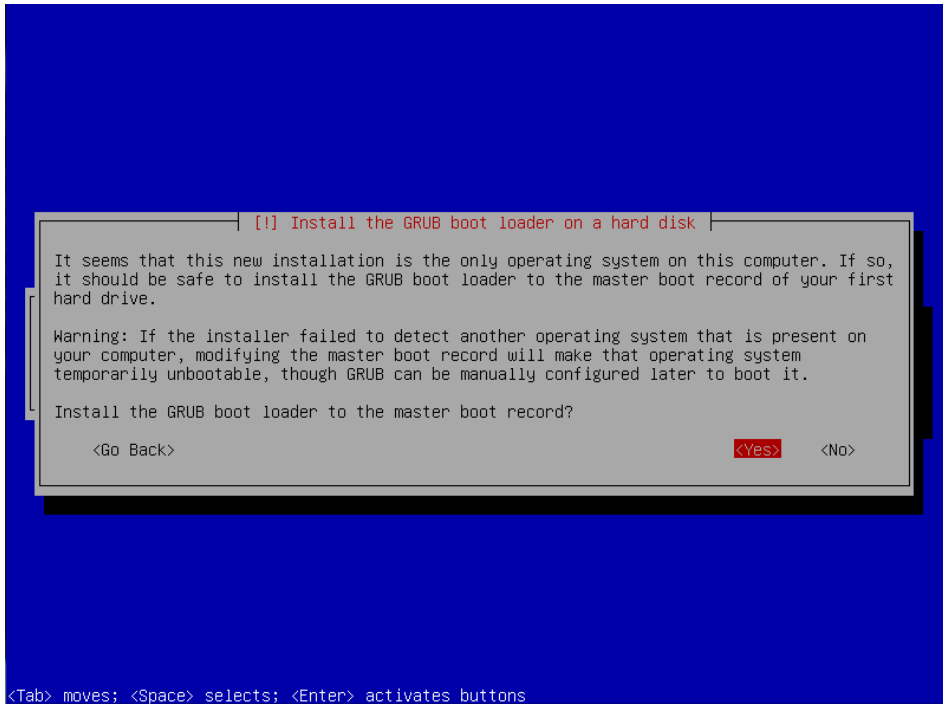 [!] Install the GRUB boot loader on a hard disk
It seems that this new installation is the only operating system on this computer. If so,
it should be safe to install the GRUB boot loader to the master boot record of your first
hard drive.
Warning: If the installer failed to detect another operating system that is present on
your computer, modifying the master boot record will make that operating system
temporarily unbootable, though GRUB can be manually configured later to boot it.
Install the GRUB boot loader to the master boot record?
<Go Back> <Yes> <No>
<Tab> moves; <Space> selects; <Enter> activates buttons